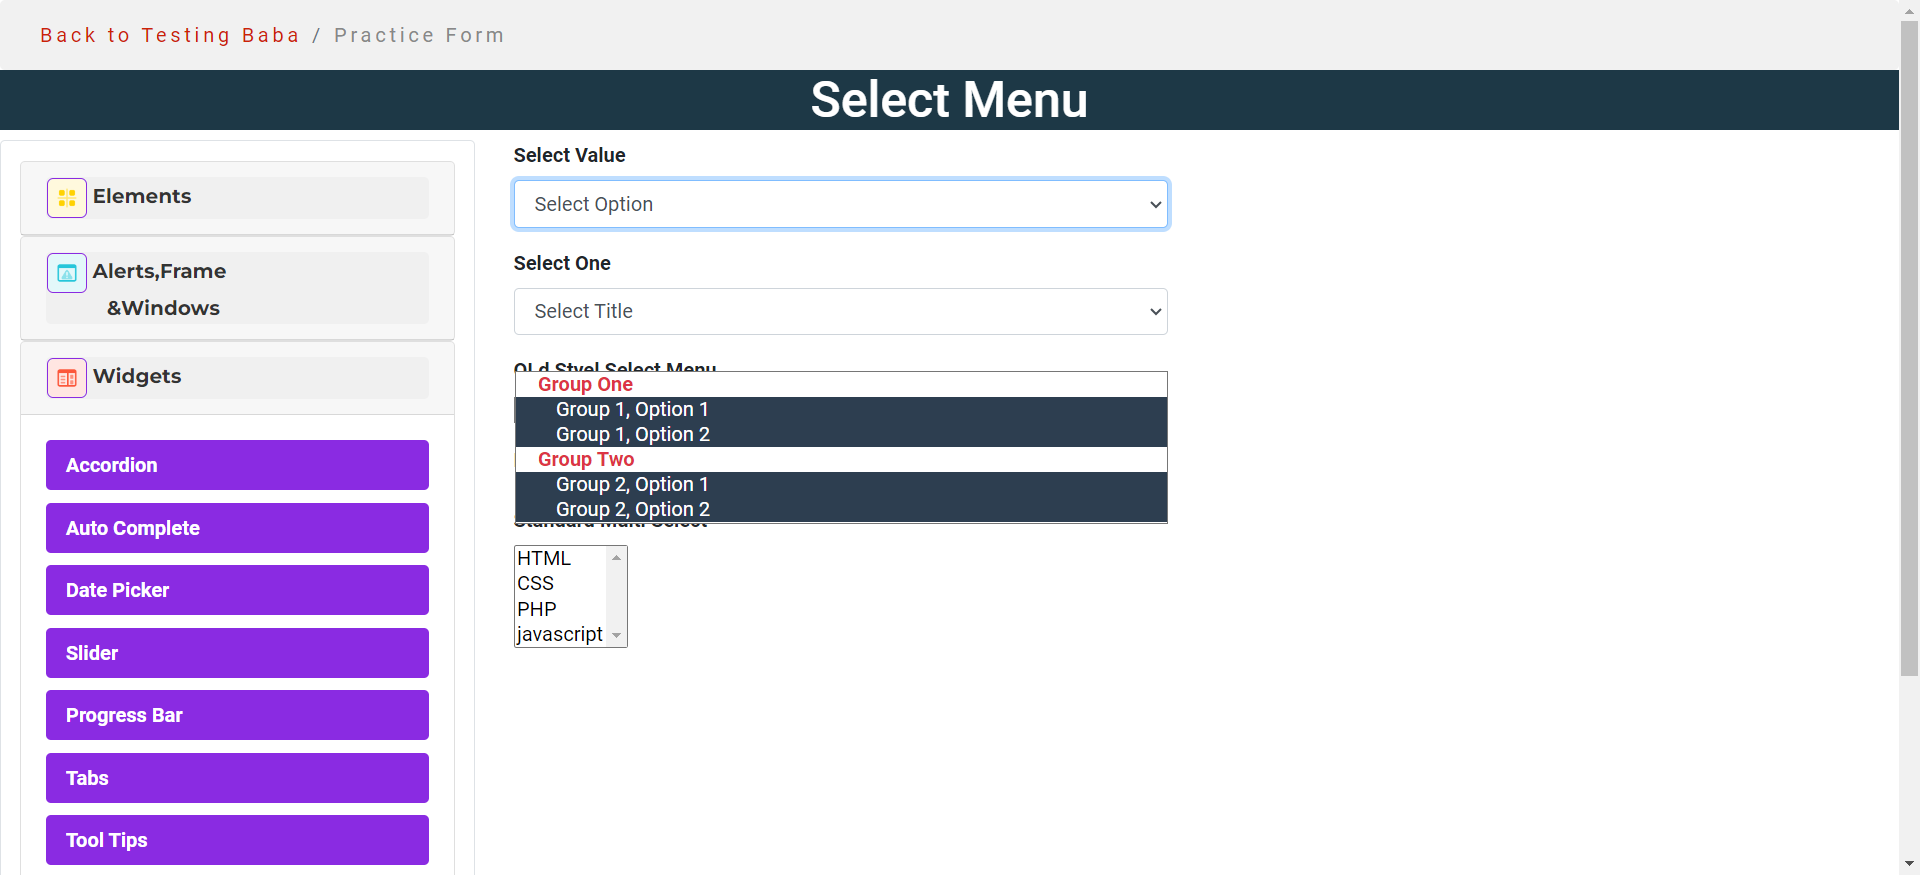 Back to Testing Baba / Practice Form
Select Menu
Elements
Alerts,Frame
&Windows
Widgets
Accordion
Auto Complete
Date Picker
Slider
Progress Bar
Tabs
Tool Tips
Select Value
Select Option
Select One
Select Title
OLd Styel Select Menu
Group One
Group 1, Option 1
Group 1, Option 2
Group Two
Group 2, Option 1
Group 2, Option 2
Standard Multi Select
HTML
CSS
PHP
javascript